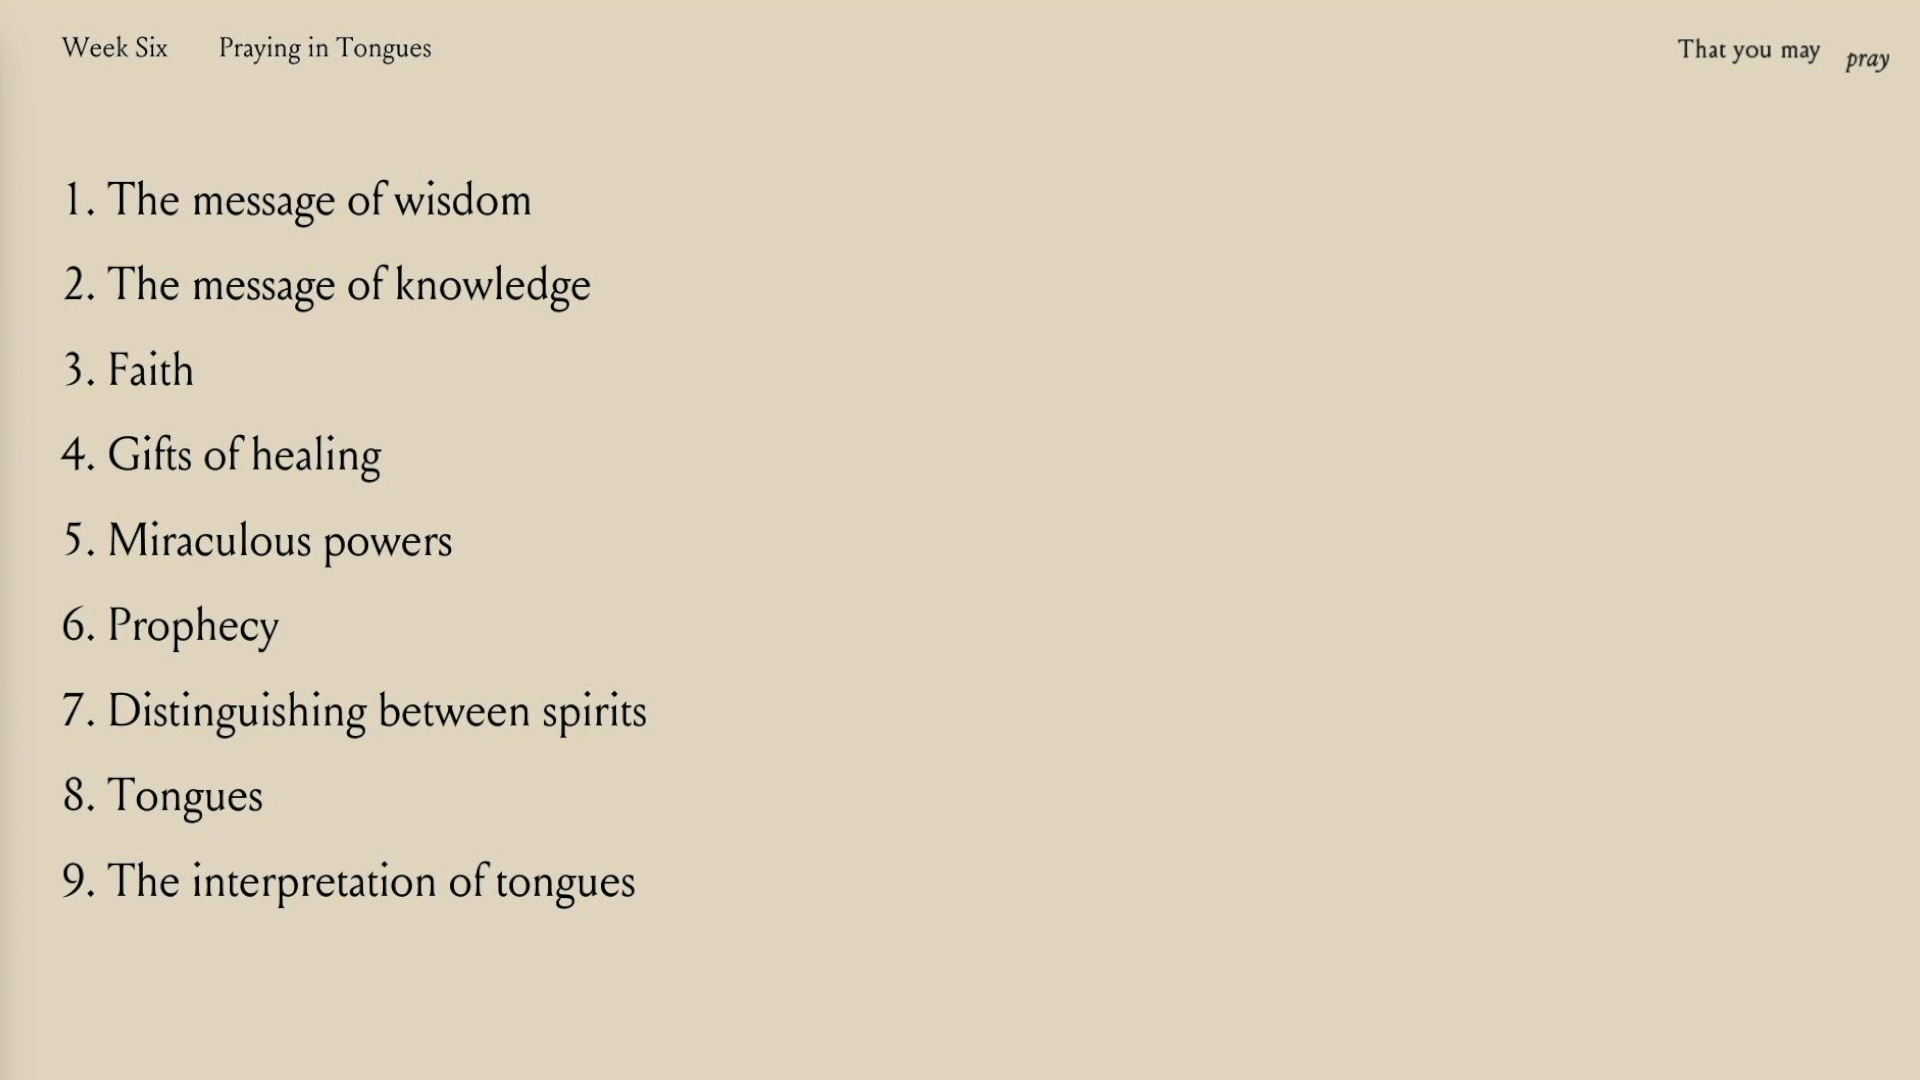 Week Six Praying in Tongues
That you may pray
1. The message of wisdom
2. The message of knowledge
3. Faith
4. Gifts of healing
5. Miraculous powers
6. Prophecy
7. Distinguishing between spirits
8. Tongues
9. The interpretation of tongues